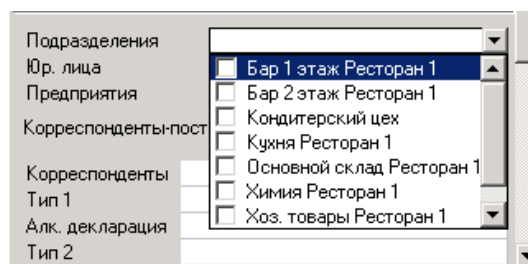 Подразделения
Юр. лица
Предприятия
Корреспонденты-пост
Корреспонденты
Тип 1
Алк. декларация
Тип 2
Бар 1 этаж Ресторан 1
Бар 2 этаж Ресторан 1
Кондитерский цех
Кухня Ресторан 1
Основной склад Ресторан 1
Химия Ресторан 1
Хоз. товары Ресторан 1